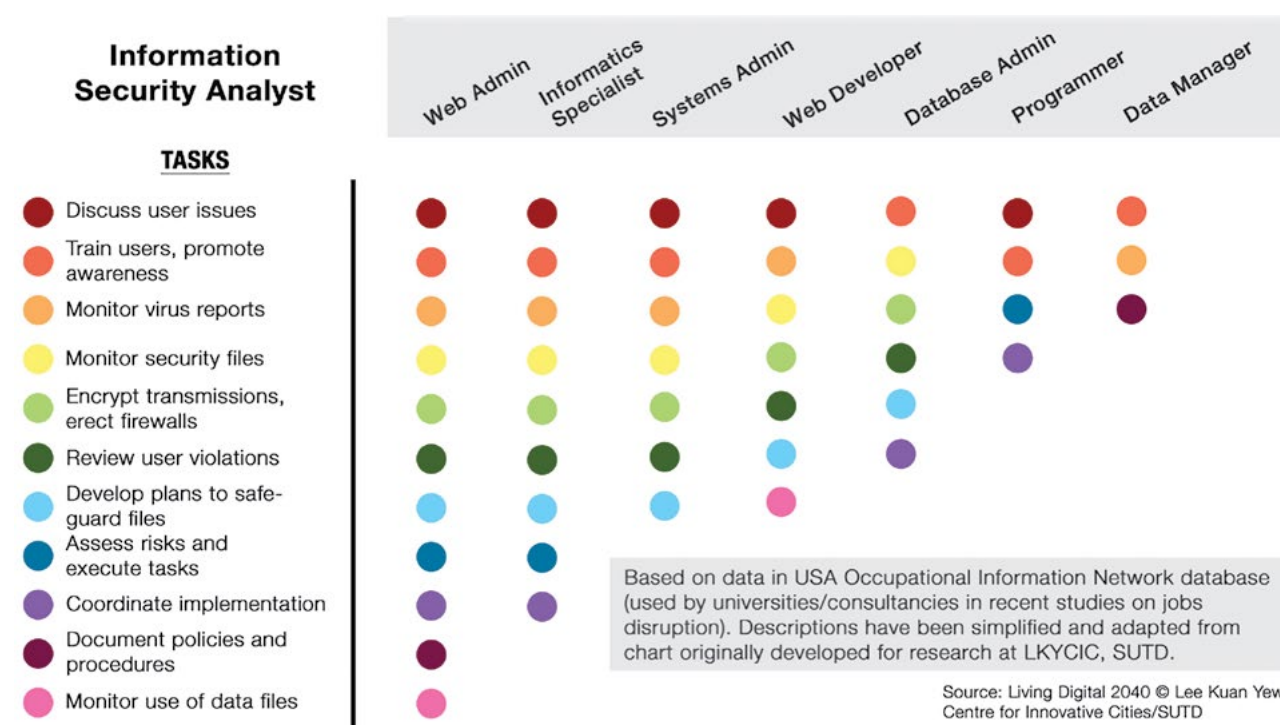 Information
Security Analyst
Web Admin
Informatics
Specialist
Systems Admin
Web Developer
Database Admin
Programmer
Data Manager
TASKS
Discuss user issues
Train users, promote
awareness
Monitor virus reports
Monitor security files
Encrypt transmissions,
erect firewalls
Review user violations
Develop plans to safe-
guard files
Assess risks and
execute tasks
Coordinate implementation
Document policies and
procedures
Monitor use of data files
Based on data in USA Occupational Information Network database
(used by universities/consultancies in recent studies on jobs
disruption). Descriptions have been simplified and adapted from
chart originally developed for research at LKYCIC, SUTD.
Source: Living Digital 2040 © Lee Kuan Yew
Centre for Innovative Cities/SUTD